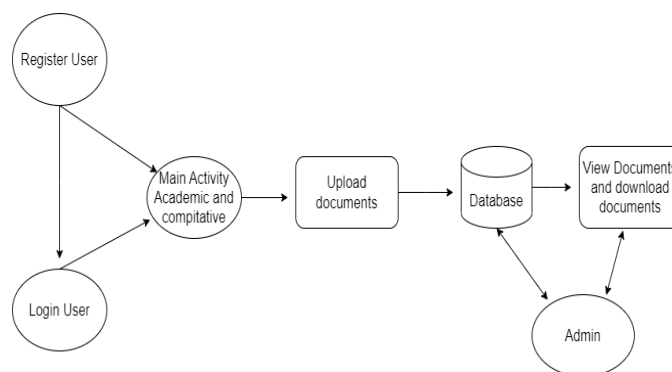 Register User
Main Activity
Academic and
compitative
Upload
documents
Database
View Documents
and download
documents
Login User
Admin